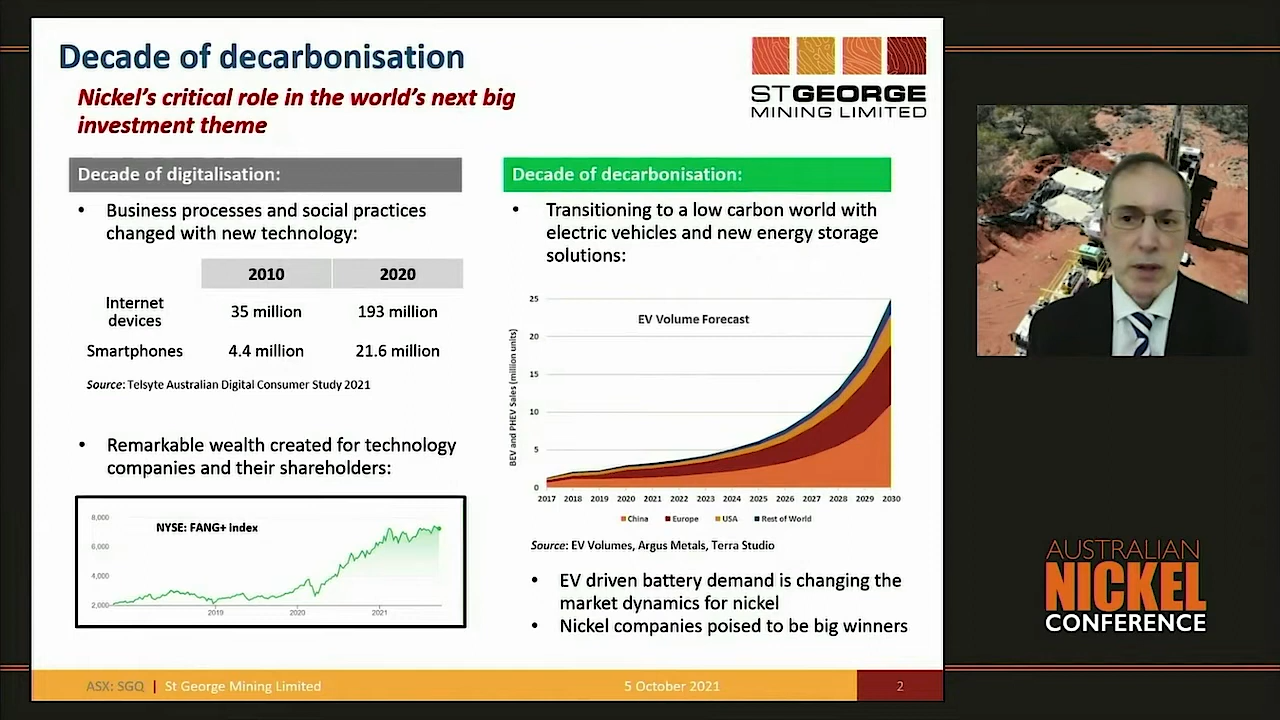 Decade of decarbonisation
Nickel's critical role in the world's next big
investment theme
STGEORGE
MINING LIMITED
Decade of digitalisation:
• Business processes and social practices
changed with new technology:
2010 2020
Internet
devices
35 million 193 million
Smartphones 4.4 million 21.6 million
Source: Telsyte Australian Digital Consumer Study 2021
• Remarkable wealth created for technology
companies and their shareholders:
NYSE: FANG+ index
8,000
6,000
4,000
2,000
2019 2020 2021
Decade of decarbonisation:
• Transitioning to a low carbon world with
electric vehicles and new energy storage
solutions:
EV Volume Forecast
BEV and PHEV Sales (million units)
25
20
15
10
5
0
2017 2018 2019 2020 2021 2022 2023 2024 2025 2026 2027 2028 2029 2030
China Europe USA Rest of World
Source: EV Volumes, Argus Metals, Terra Studio
• EV driven battery demand is changing the
market dynamics for nickel
• Nickel companies poised to be big winners
ASX: SGQ | St George Mining Limited 5 October 2021 2
AUSTRALIAN
NICKEL
CONFERENCE